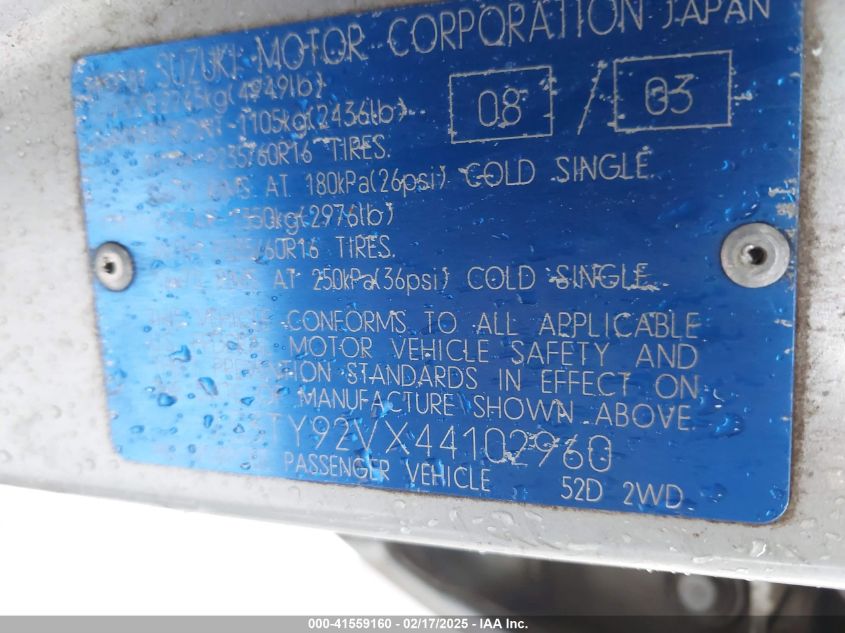 SUZUKI MOTOR CORPORATION JAPAN
(4949lb) 08 / 03
1105kg(2436lb)
/60R16 TIRES.
AT 180kPa(26psi) COLD SINGLE
(2976lb)
/60R16 TIRES.
AT 250kPa(36psi) COLD SINGLE
VEHICLE CONFORMS TO ALL APPLICABLE
MOTOR VEHICLE SAFETY AND
STANDARDS IN EFFECT ON
MANUFACTURE SHOWN ABOVE.
TY92VX44102960
PASSENGER VEHICLE 52D 2WD
000-41559160 — 02/17/2025 — IAA Inc.